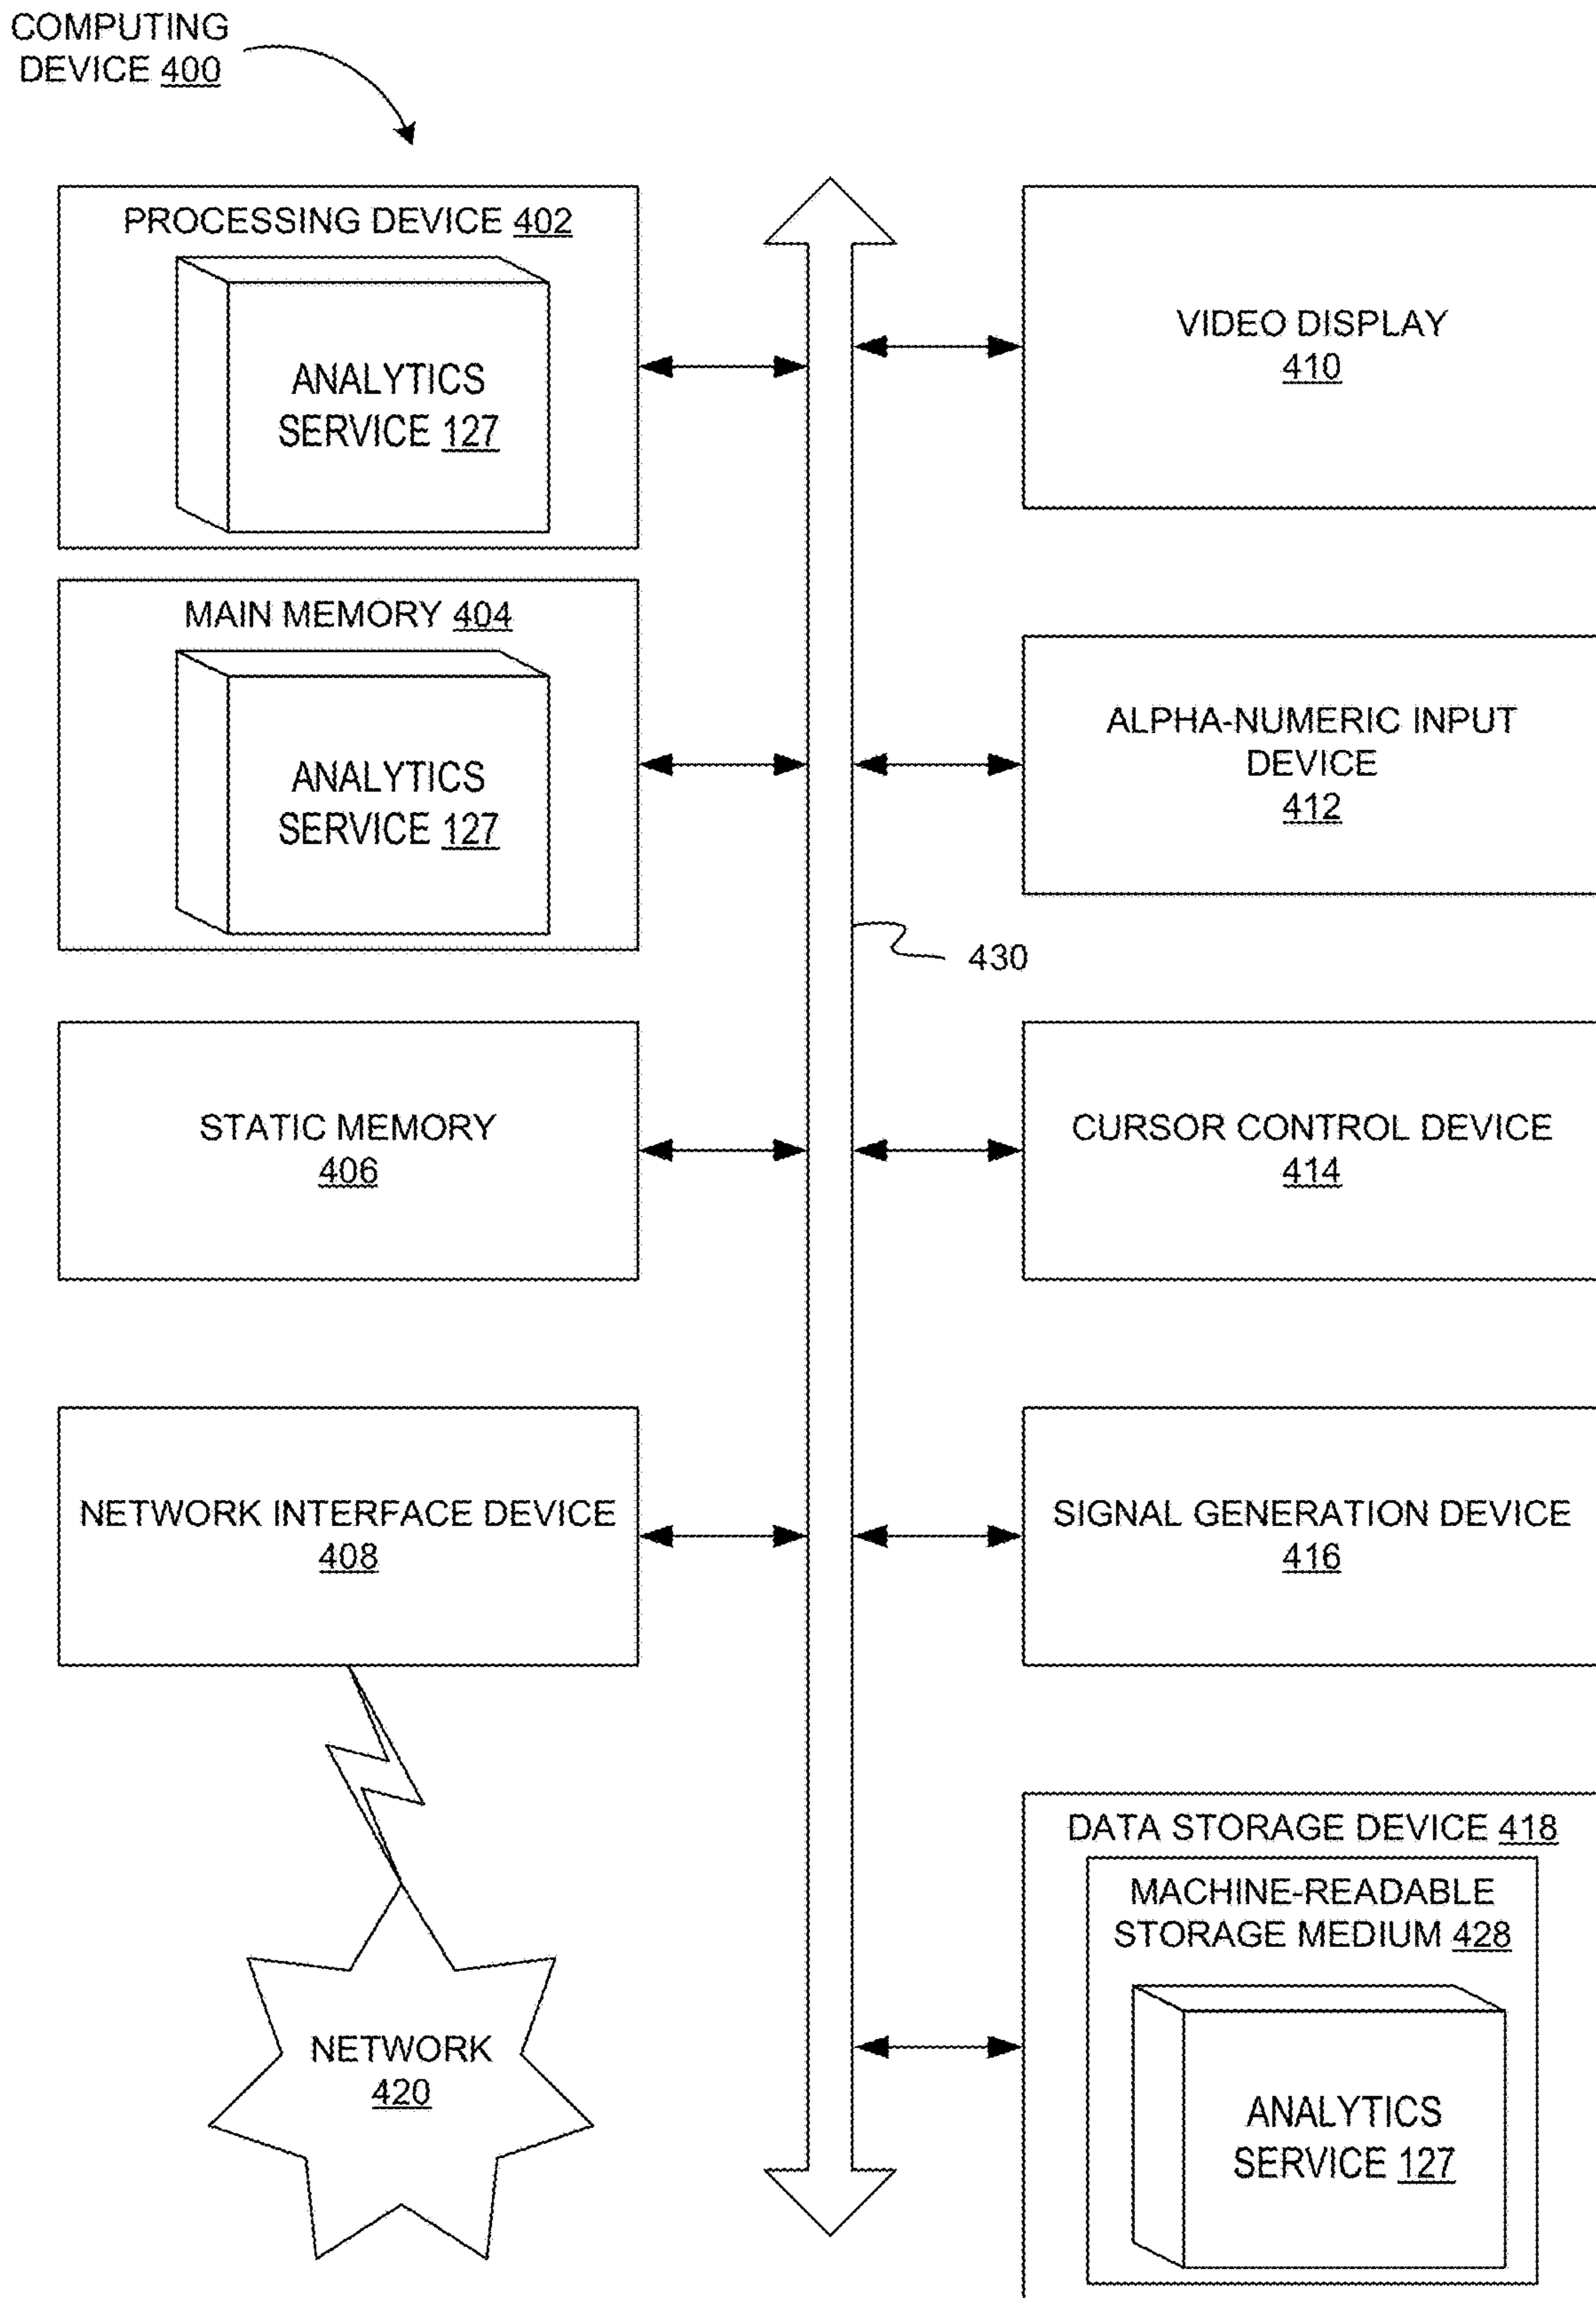 COMPUTING
DEVICE 400
PROCESSING DEVICE 402
ANALYTICS
SERVICE 127
MAIN MEMORY 404
ANALYTICS
SERVICE 127
STATIC MEMORY
406
NETWORK INTERFACE DEVICE
408
NETWORK
420
430
VIDEO DISPLAY
410
ALPHA-NUMERIC INPUT
DEVICE
412
CURSOR CONTROL DEVICE
414
SIGNAL GENERATION DEVICE
416
DATA STORAGE DEVICE 418
MACHINE-READABLE
STORAGE MEDIUM 428
ANALYTICS
SERVICE 127